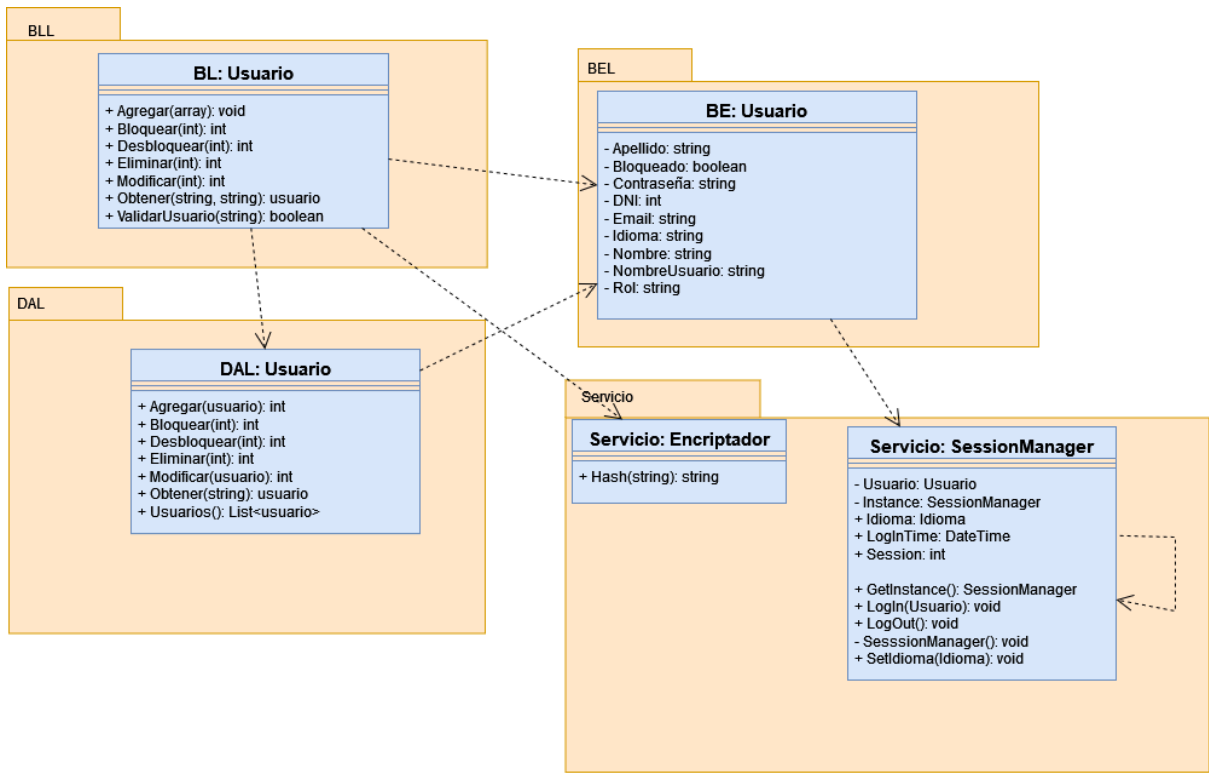 BLL
BL: Usuario
+ Agregar(array): void
+ Bloquear(int): int
+ Desbloquear(int): int
+ Eliminar(int): int
+ Modificar(int): int
+ Obtener(string, string): usuario
+ ValidarUsuario(string): boolean
BEL
BE: Usuario
- Apellido: string
- Bloqueado: boolean
- Contraseña: string
- DNI: int
- Email: string
- Idioma: string
- Nombre: string
- NombreUsuario: string
- Rol: string
DAL
DAL: Usuario
+ Agregar(usuario): int
+ Bloquear(int): int
+ Desbloquear(int): int
+ Eliminar(int): int
+ Modificar(usuario): int
+ Obtener(string): usuario
+ Usuarios(): List<usuario>
Servicio
Servicio: Encriptador
+ Hash(string): string
Servicio: SessionManager
- Usuario: Usuario
- Instance: SessionManager
+ Idioma: Idioma
+ LogInTime: DateTime
+ Session: int
+ GetInstance(): SessionManager
+ LogIn(Usuario): void
+ LogOut(): void
- SesssionManager(): void
+ SetIdioma(Idioma): void